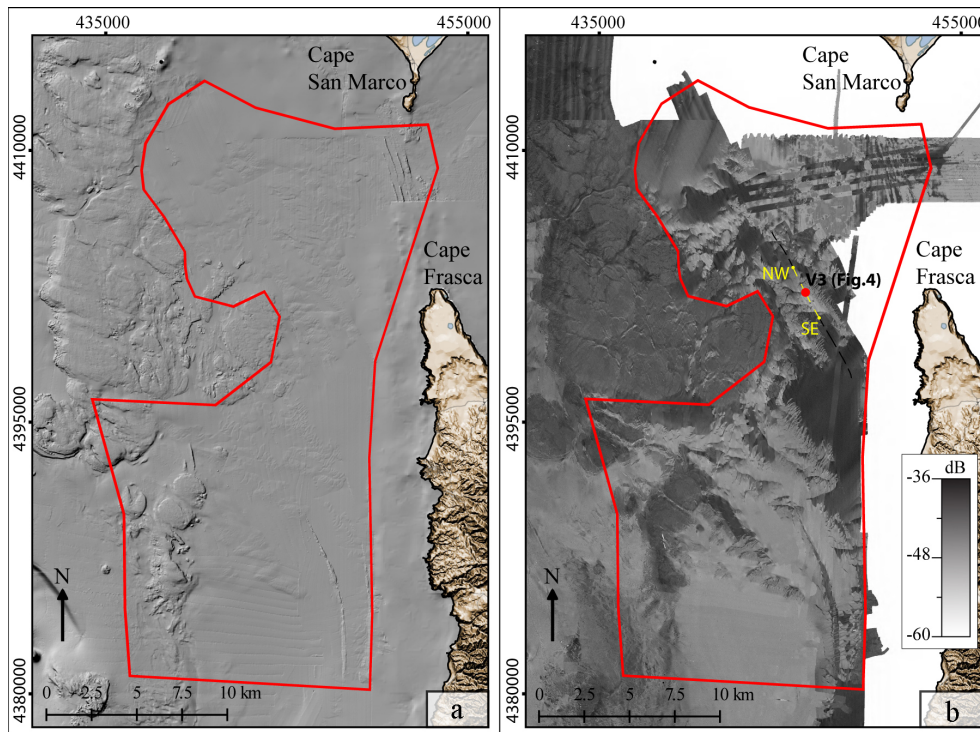 435000
455000
435000
455000
Cape
San Marco
Cape
San Marco
4410000
4410000
Cape
Frasca
Cape
Frasca
NW
V3 (Fig.4)
SE
4395000
4395000
dB
-36
-48
-60
N
N
4380000
4380000
0 2.5 5 7.5 10 km
0 2.5 5 7.5 10 km
a
b